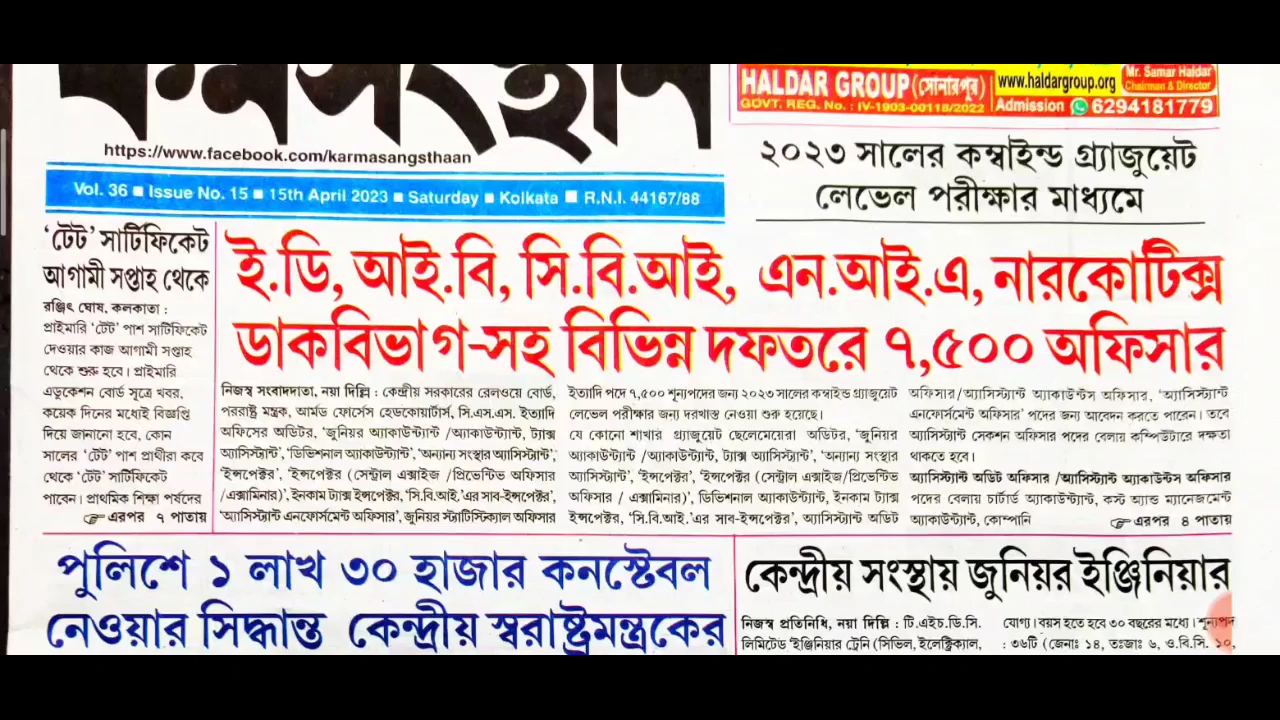 কর্মসংস্থান
https://www.facebook.com/karmasangsthaan
Vol. 36 ■ Issue No. 15 ■ 15th April 2023 ■ Saturday ■ Kolkata ■ R.N.I. 44167/88
HALDAR GROUP (সোনারপুর)
GOVT. REG. No. : IV-1903-00118/2022
www.haldargroup.org
Mr. Samar Haldar
Chairman & Director
Admission 6294181779
২০২৩ সালের কম্বাইন্ড গ্র্যাজুয়েট
লেভেল পরীক্ষার মাধ্যমে
'টেট' সার্টিফিকেট
আগামী সপ্তাহ থেকে
রঞ্জিৎ ঘোষ, কলকাতা :
প্রাইমারি 'টেট' পাশ সার্টিফিকেট
দেওয়ার কাজ আগামী সপ্তাহ
থেকে শুরু হবে। প্রাইমারি
এডুকেশন বোর্ড সূত্রে খবর,
কয়েক দিনের মধ্যেই বিজ্ঞপ্তি
দিয়ে জানানো হবে, কোন
সালের 'টেট' পাশ প্রার্থীরা কবে
থেকে 'টেট' সার্টিফিকেট
পাবেন। প্রাথমিক শিক্ষা পর্ষদের
এরপর ৭ পাতায়
ই.ডি, আই.বি, সি.বি.আই, এন.আই.এ, নারকোটিক্স
ডাকবিভাগ-সহ বিভিন্ন দফতরে ৭,৫০০ অফিসার
নিজস্ব সংবাদদাতা, নয়া দিল্লি : কেন্দ্রীয় সরকারের রেলওয়ে বোর্ড,
পররাষ্ট্র মন্ত্রক, আর্মড ফোর্সেস হেডকোয়ার্টার্স, সি.এস.এস. ইত্যাদি
অফিসের অডিটর, 'জুনিয়র অ্যাকাউন্ট্যান্ট /অ্যাকাউন্ট্যান্ট, ট্যাক্স
অ্যাসিস্ট্যান্ট', 'ডিভিশনাল অ্যাকাউন্ট্যান্ট', 'অন্যান্য সংস্থার অ্যাসিস্ট্যান্ট',
'ইন্সপেক্টর', ইন্সপেক্টর (সেন্ট্রাল এক্সাইজ /প্রিভেন্টিভ অফিসার
/এক্সামিনার)', ইনকাম ট্যাক্স ইন্সপেক্টর, 'সি.বি.আই.'এর সাব-ইন্সপেক্টর',
'অ্যাসিস্ট্যান্ট এনফোর্সমেন্ট অফিসার', জুনিয়র স্ট্যাটিস্টিক্যাল অফিসার
ইত্যাদি পদে ৭,৫০০ শূন্যপদের জন্য ২০২৩ সালের কম্বাইন্ড গ্র্যাজুয়েট
লেভেল পরীক্ষার জন্য দরখাস্ত নেওয়া শুরু হয়েছে।
যে কোনো শাখার গ্র্যাজুয়েট ছেলেমেয়েরা অডিটর, 'জুনিয়র
অ্যাকাউন্ট্যান্ট /অ্যাকাউন্ট্যান্ট, ট্যাক্স অ্যাসিস্ট্যান্ট', 'অন্যান্য সংস্থার
অ্যাসিস্ট্যান্ট', 'ইন্সপেক্টর', 'ইন্সপেক্টর (সেন্ট্রাল এক্সাইজ /প্রিভেন্টিভ
অফিসার / এক্সামিনার)', ডিভিশনাল অ্যাকাউন্ট্যান্ট, ইনকাম ট্যাক্স
ইন্সপেক্টর, 'সি.বি.আই.'এর সাব-ইন্সপেক্টর', অ্যাসিস্ট্যান্ট অডিট
অফিসার/অ্যাসিস্ট্যান্ট অ্যাকাউন্টস অফিসার, 'অ্যাসিস্ট্যান্ট
এনফোর্সমেন্ট অফিসার' পদের জন্য আবেদন করতে পারেন। তবে
অ্যাসিস্ট্যান্ট সেকশন অফিসার পদের বেলায় কম্পিউটারে দক্ষতা
থাকতে হবে।
অ্যাসিস্ট্যান্ট অডিট অফিসার /অ্যাসিস্ট্যান্ট অ্যাকাউন্টস অফিসার
পদের বেলায় চার্টার্ড অ্যাকাউন্ট্যান্ট, কস্ট অ্যান্ড ম্যানেজমেন্ট
অ্যাকাউন্ট্যান্ট, কোম্পানি এরপর ৪ পাতায়
পুলিশে ১ লাখ ৩০ হাজার কনস্টেবল
নেওয়ার সিদ্ধান্ত কেন্দ্রীয় স্বরাষ্ট্রমন্ত্রকের
কেন্দ্রীয় সংস্থায় জুনিয়র ইঞ্জিনিয়ার
নিজস্ব প্রতিনিধি, নয়া দিল্লি : টি.এইচ.ডি.সি.
লিমিটেড 'ইঞ্জিনিয়ার ট্রেনি (সিভিল, ইলেক্ট্রিক্যাল,
যোগ্য। বয়স হতে হবে ৩০ বছরের মধ্যে। শূন্যপদ
: ৩৬টি (জেনাঃ ১৪, তঃজাঃ ৬, ও.বি.সি. ১০,